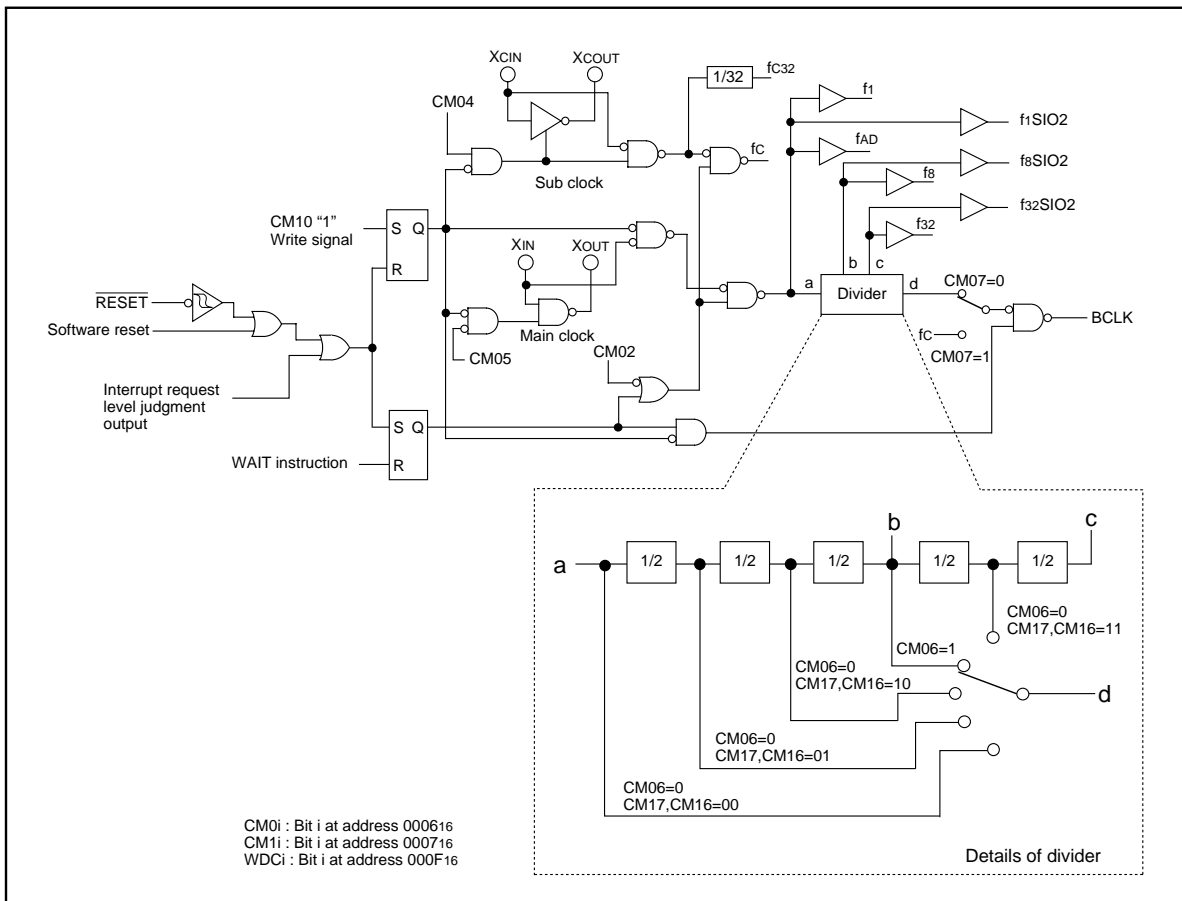 XCIN
XCOUT
1/32
fC32
CM04
f1
f1SIO2
fC
fAD
Sub clock
f8SIO2
f8
CM10 “1”
Write signal
S Q
R
XIN
XOUT
f32SIO2
f32
b
c
a
Divider
d
CM07=0
RESET
Software reset
Main clock
CM05
CM02
fC
CM07=1
BCLK
Interrupt request
level judgment
output
S Q
R
WAIT instruction
b
c
a
1/2
1/2
1/2
1/2
1/2
CM06=0
CM17,CM16=11
CM06=1
CM06=0
CM17,CM16=10
d
CM06=0
CM17,CM16=01
CM06=0
CM17,CM16=00
CM0i : Bit i at address 000616
CM1i : Bit i at address 000716
WDCi : Bit i at address 000F16
Details of divider